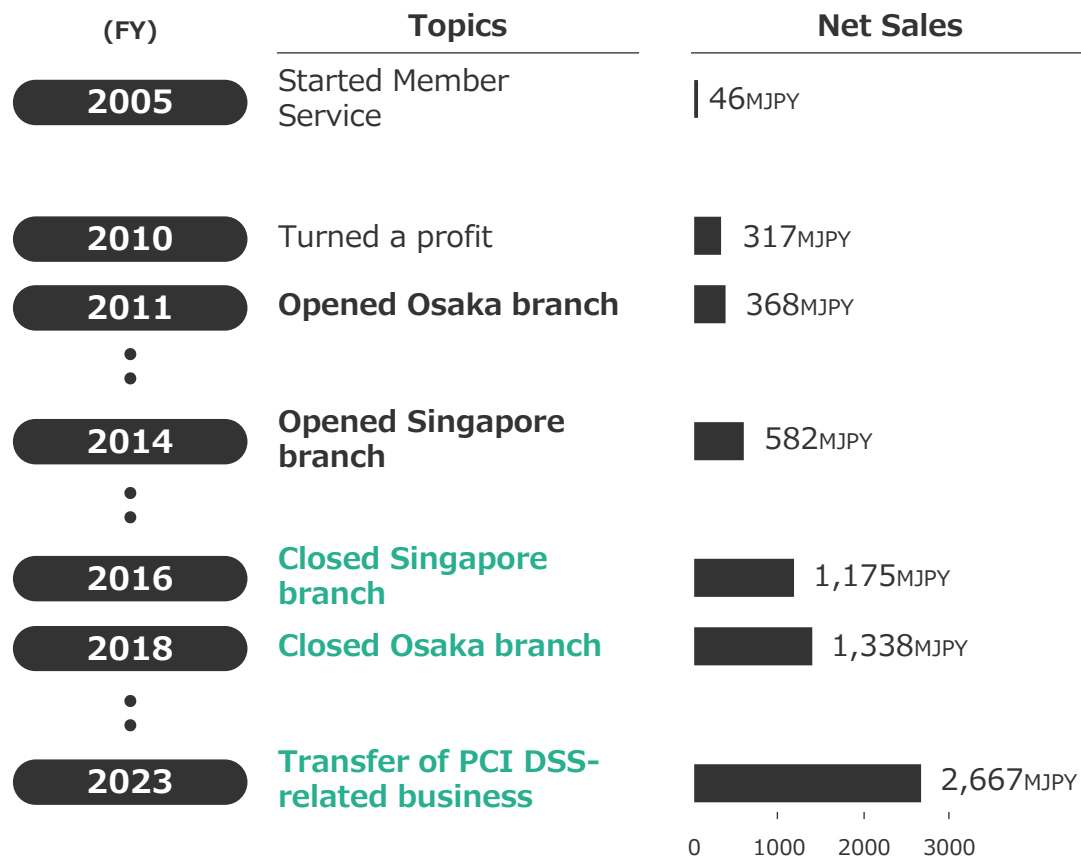 (FY) Topics Net Sales
2005 Started Member
Service 46MJPY
2010 Turned a profit 317MJPY
2011 Opened Osaka branch 368MJPY
2014 Opened Singapore
branch 582MJPY
2016 Closed Singapore
branch 1,175MJPY
2018 Closed Osaka branch 1,338MJPY
2023 Transfer of PCI DSS-
related business 2,667MJPY
0 1000 2000 3000